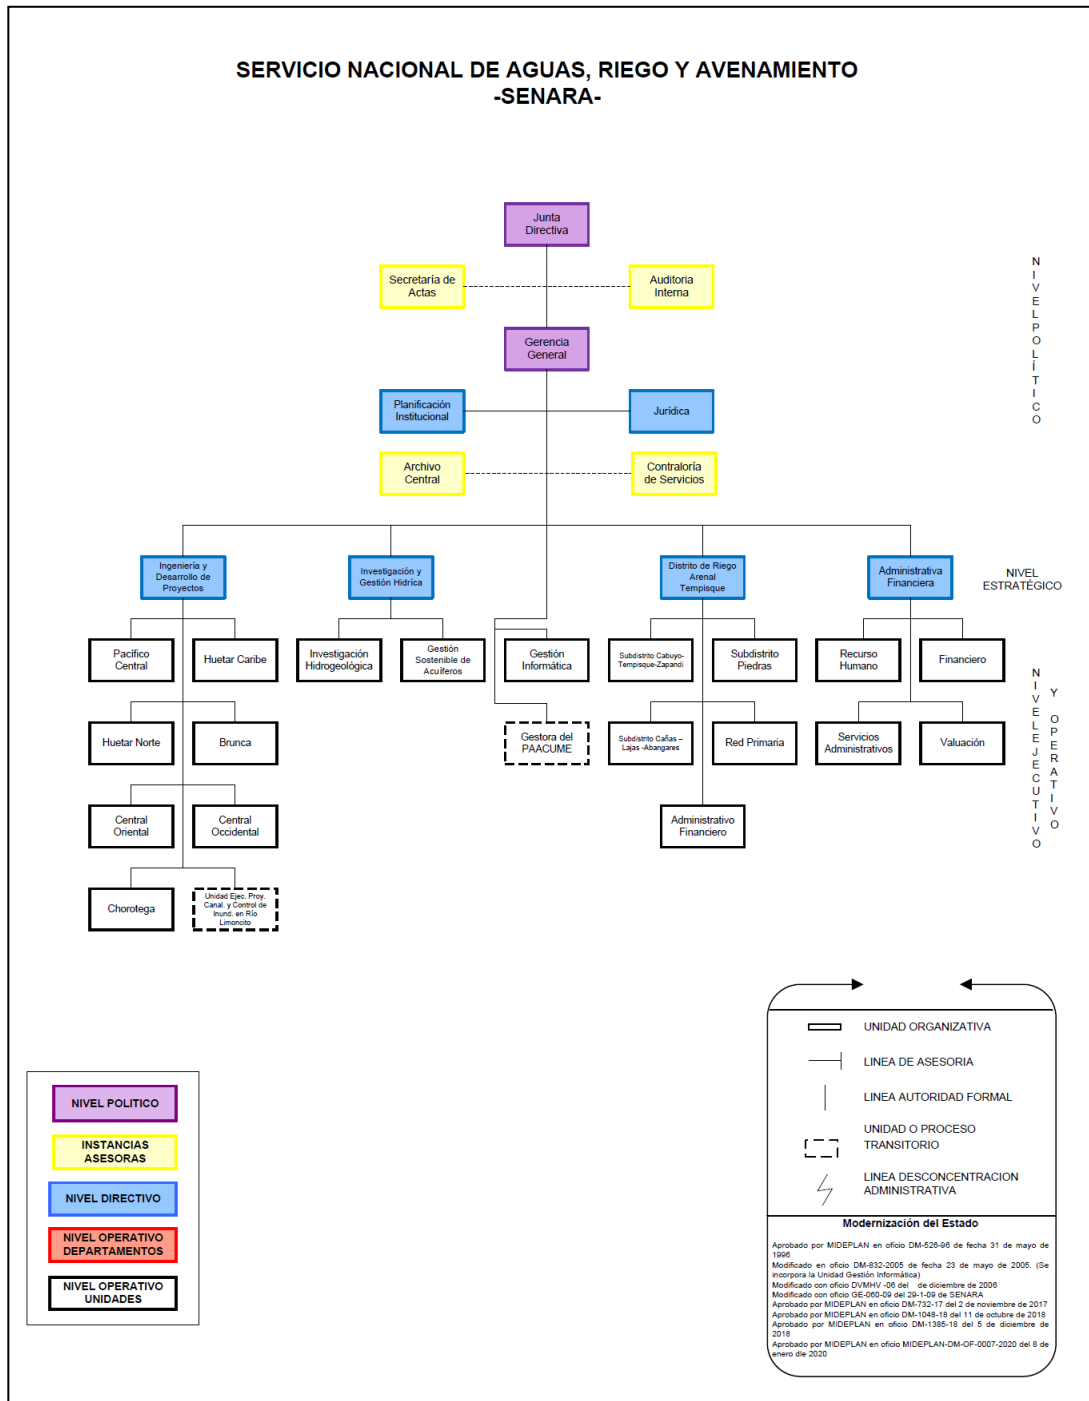 SERVICIO NACIONAL DE AGUAS, RIEGO Y AVENAMIENTO
-SENARA-
Junta
Directiva
Secretaría de
Actas
Auditoria
Interna
Gerencia
General
NIVELPOLÍTICO
Planificación
Institucional
Jurídica
Archivo
Central
Contraloría
de Servicios
Ingeniería y
Desarrollo de
Proyectos
Investigación y
Gestión Hidríca
Distrito de Riego
Arenal
Tempisque
Administrativa
Financiera
NIVEL
ESTRATÉGICO
Pacífico
Central
Huetar Caribe
Investigación
Hidrogeológica
Gestión
Sostenible de
Acuíferos
Gestión
Informática
Subdistrito Cabuyo-
Tempisque-Zapandi
Subdistrito
Piedras
Recurso
Humano
Financiero
NIVELEJECUTIVO
Y OPERATIVO
Huetar Norte
Brunca
Gestora del
PAACUME
Subdistrito Cañas –
Lajas -Abangares
Red Primaria
Servicios
Administrativos
Valuación
Central
Oriental
Central
Occidental
Administrativo
Financiero
Chorotega
Unidad Ejec. Proy.
Canal. y Control de
Inund. en Río
Limoncito
NIVEL POLITICO
INSTANCIAS
ASESORAS
NIVEL DIRECTIVO
NIVEL OPERATIVO
DEPARTAMENTOS
NIVEL OPERATIVO
UNIDADES
UNIDAD ORGANIZATIVA
LINEA DE ASESORIA
LINEA AUTORIDAD FORMAL
UNIDAD O PROCESO
TRANSITORIO
LINEA DESCONCENTRACION
ADMINISTRATIVA
Modernización del Estado
Aprobado por MIDEPLAN en oficio DM-526-96 de fecha 31 de mayo de
1996
Modificado en oficio DM-832-2005 de fecha 23 de mayo de 2005. (Se
incorpora la Unidad Gestión Informática)
Modificado con oficio DVMHV -06 del de diciembre de 2006
Modificado con oficio GE-060-09 del 29-1-09 de SENARA
Aprobado por MIDEPLAN en oficio DM-732-17 del 2 de noviembre de 2017
Aprobado por MIDEPLAN en oficio DM-1048-18 del 11 de octubre de 2018
Aprobado por MIDEPLAN en oficio DM-1385-18 del 5 de diciembre de
2018
Aprobado por MIDEPLAN en oficio MIDEPLAN-DM-OF-0007-2020 del 8 de
enero dle 2020